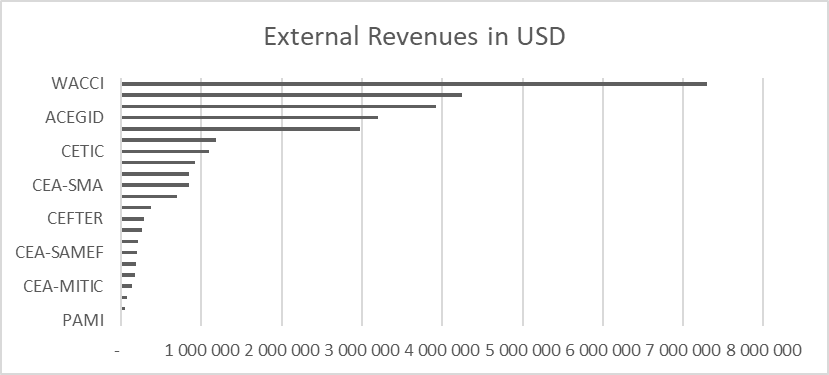 External Revenues in USD
WACCI
ACEGID
CETIC
CEA-SMA
CEFTER
CEA-SAMEF
CEA-MITIC
PAMI
- 1 000 000 2 000 000 3 000 000 4 000 000 5 000 000 6 000 000 7 000 000 8 000 000